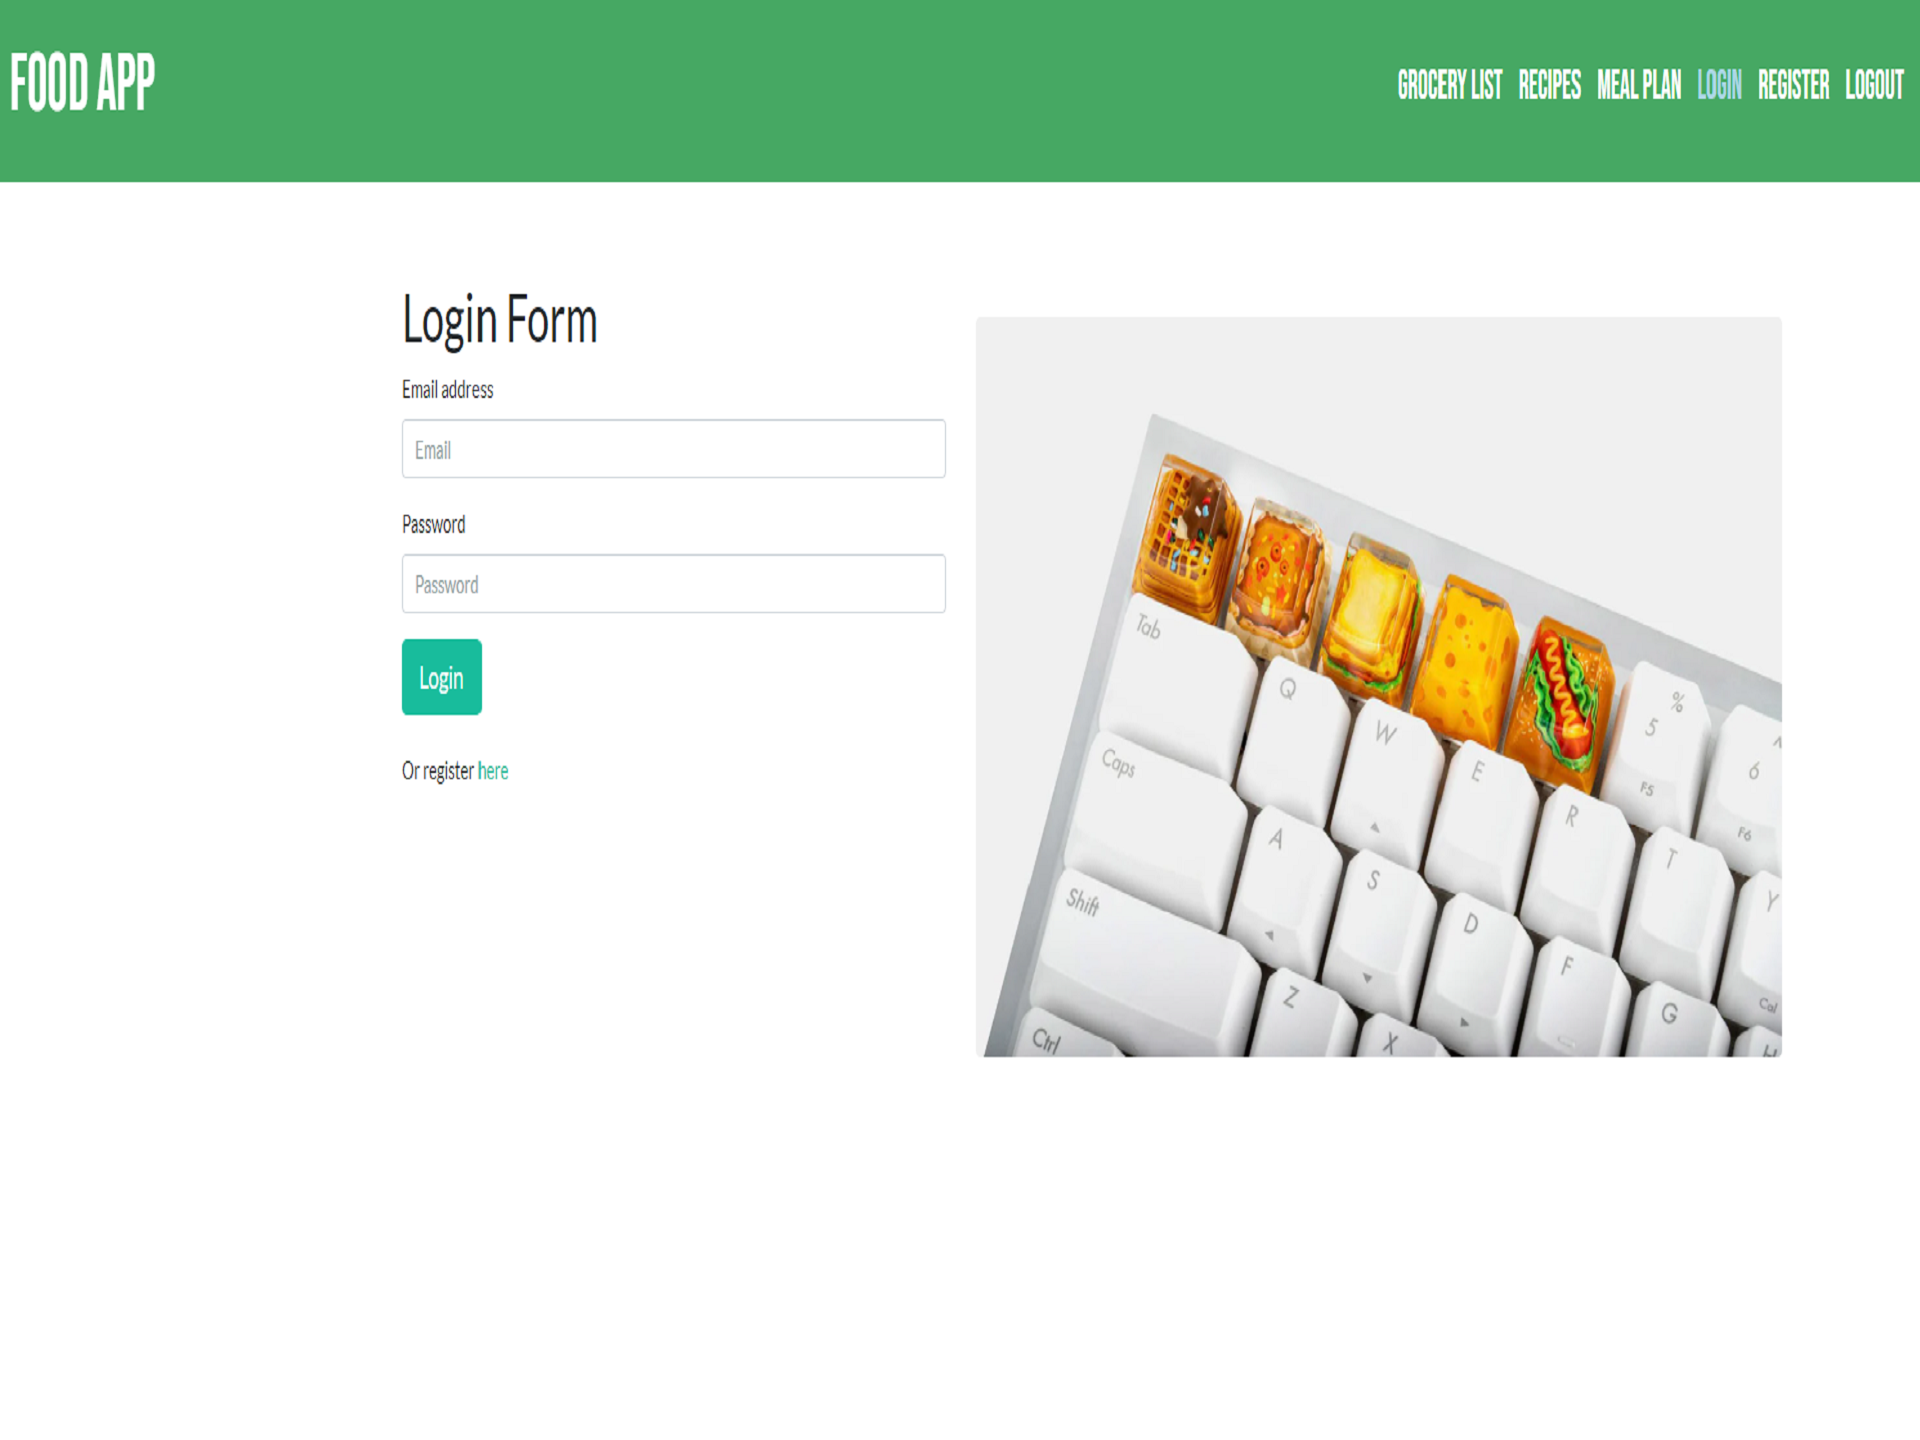 FOOD APP
GROCERY LIST RECIPES MEAL PLAN LOGIN REGISTER LOGOUT
Login Form
Email address
Email
Password
Password
Login
Or register here
% 5 F5
^ 6 F6
Tab Q W E R T Y
Caps A S D F G H
Shift Z X
Ctrl
Cal